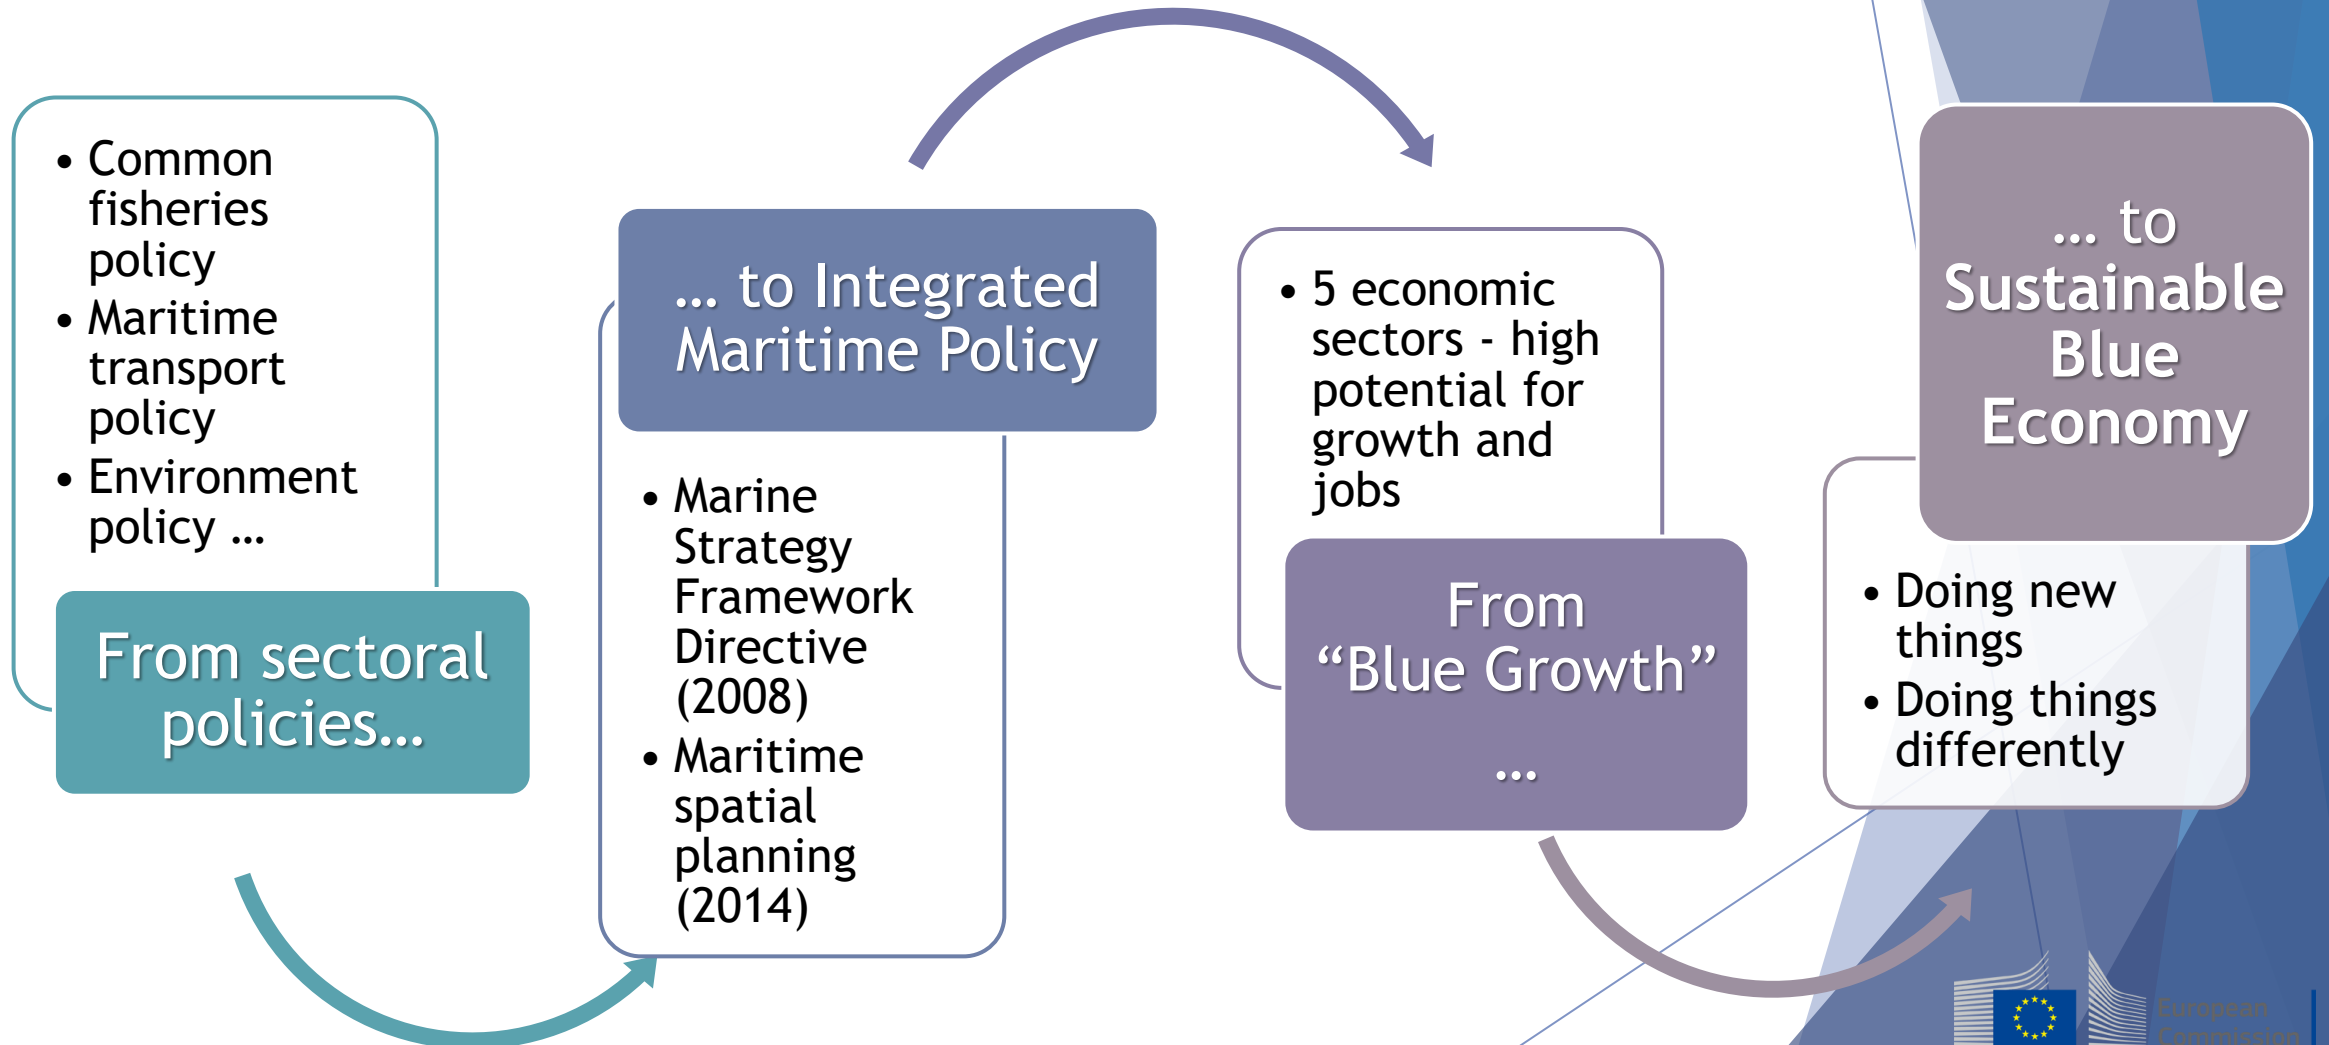 • Common
fisheries
policy
• Maritime
transport
policy
• Environment
policy …
From sectoral
policies…
… to Integrated
Maritime Policy
• Marine
Strategy
Framework
Directive
(2008)
• Maritime
spatial
planning
(2014)
• 5 economic
sectors - high
potential for
growth and
jobs
From
“Blue Growth”
…
… to
Sustainable
Blue
Economy
• Doing new
things
• Doing things
differently
European
Commission